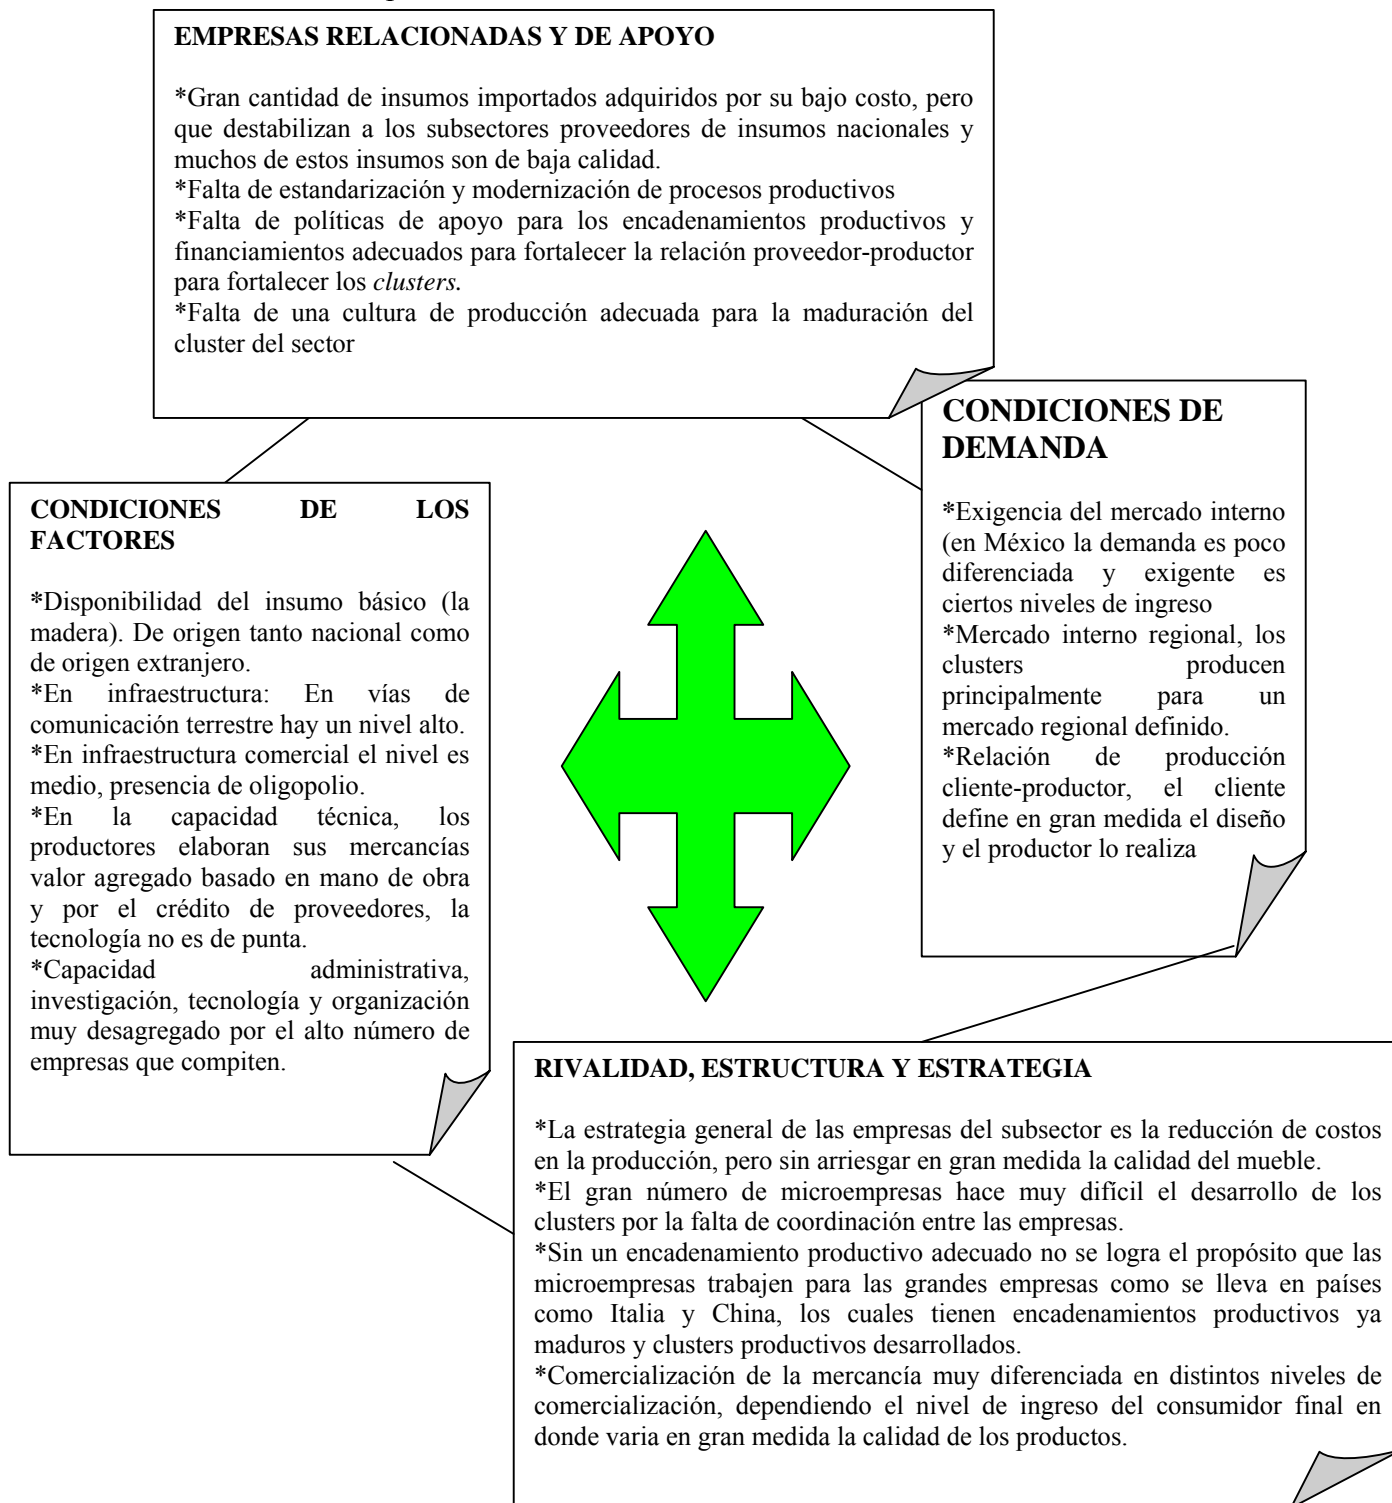 EMPRESAS RELACIONADAS Y DE APOYO
*Gran cantidad de insumos importados adquiridos por su bajo costo, pero
que destabilizan a los subsectores proveedores de insumos nacionales y
muchos de estos insumos son de baja calidad.
*Falta de estandarización y modernización de procesos productivos
*Falta de políticas de apoyo para los encadenamientos productivos y
financiamientos adecuados para fortalecer la relación proveedor-productor
para fortalecer los clusters.
*Falta de una cultura de producción adecuada para la maduración del
cluster del sector
CONDICIONES DE
DEMANDA
*Exigencia del mercado interno
(en México la demanda es poco
diferenciada y exigente es
ciertos niveles de ingreso
*Mercado interno regional, los
clusters producen
principalmente para un
mercado regional definido.
*Relación de producción
cliente-productor, el cliente
define en gran medida el diseño
y el productor lo realiza
CONDICIONES DE LOS
FACTORES
*Disponibilidad del insumo básico (la
madera). De origen tanto nacional como
de origen extranjero.
*En infraestructura: En vías de
comunicación terrestre hay un nivel alto.
*En infraestructura comercial el nivel es
medio, presencia de oligopolio.
*En la capacidad técnica, los
productores elaboran sus mercancías
valor agregado basado en mano de obra
y por el crédito de proveedores, la
tecnología no es de punta.
*Capacidad administrativa,
investigación, tecnología y organización
muy desagregado por el alto número de
empresas que compiten.
RIVALIDAD, ESTRUCTURA Y ESTRATEGIA
*La estrategia general de las empresas del subsector es la reducción de costos
en la producción, pero sin arriesgar en gran medida la calidad del mueble.
*El gran número de microempresas hace muy difícil el desarrollo de los
clusters por la falta de coordinación entre las empresas.
*Sin un encadenamiento productivo adecuado no se logra el propósito que las
microempresas trabajen para las grandes empresas como se lleva en países
como Italia y China, los cuales tienen encadenamientos productivos ya
maduros y clusters productivos desarrollados.
*Comercialización de la mercancía muy diferenciada en distintos niveles de
comercialización, dependiendo el nivel de ingreso del consumidor final en
donde varia en gran medida la calidad de los productos.